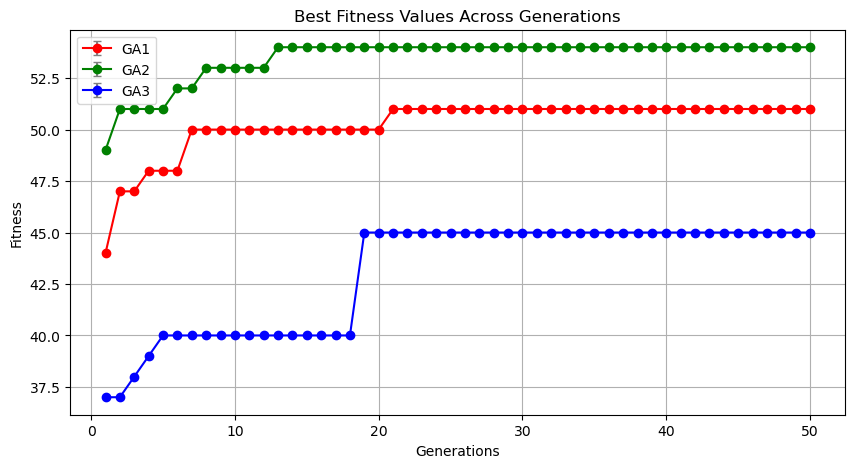 Best Fitness Values Across Generations
GA1
GA2
GA3
52.5
50.0
47.5
45.0
42.5
40.0
37.5
Fitness
0 10 20 30 40 50
Generations